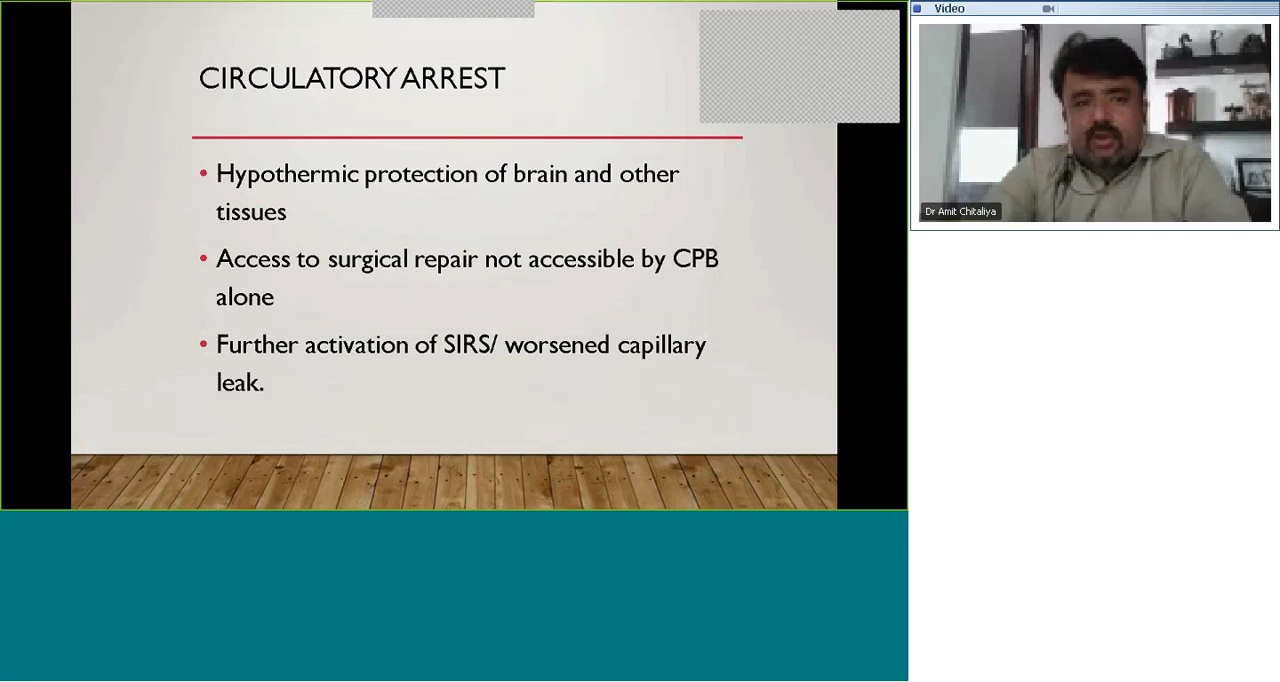 CIRCULATORY ARREST
• Hypothermic protection of brain and other
tissues
• Access to surgical repair not accessible by CPB
alone
• Further activation of SIRS/ worsened capillary
leak.
Video
Dr Amit Chitaliya